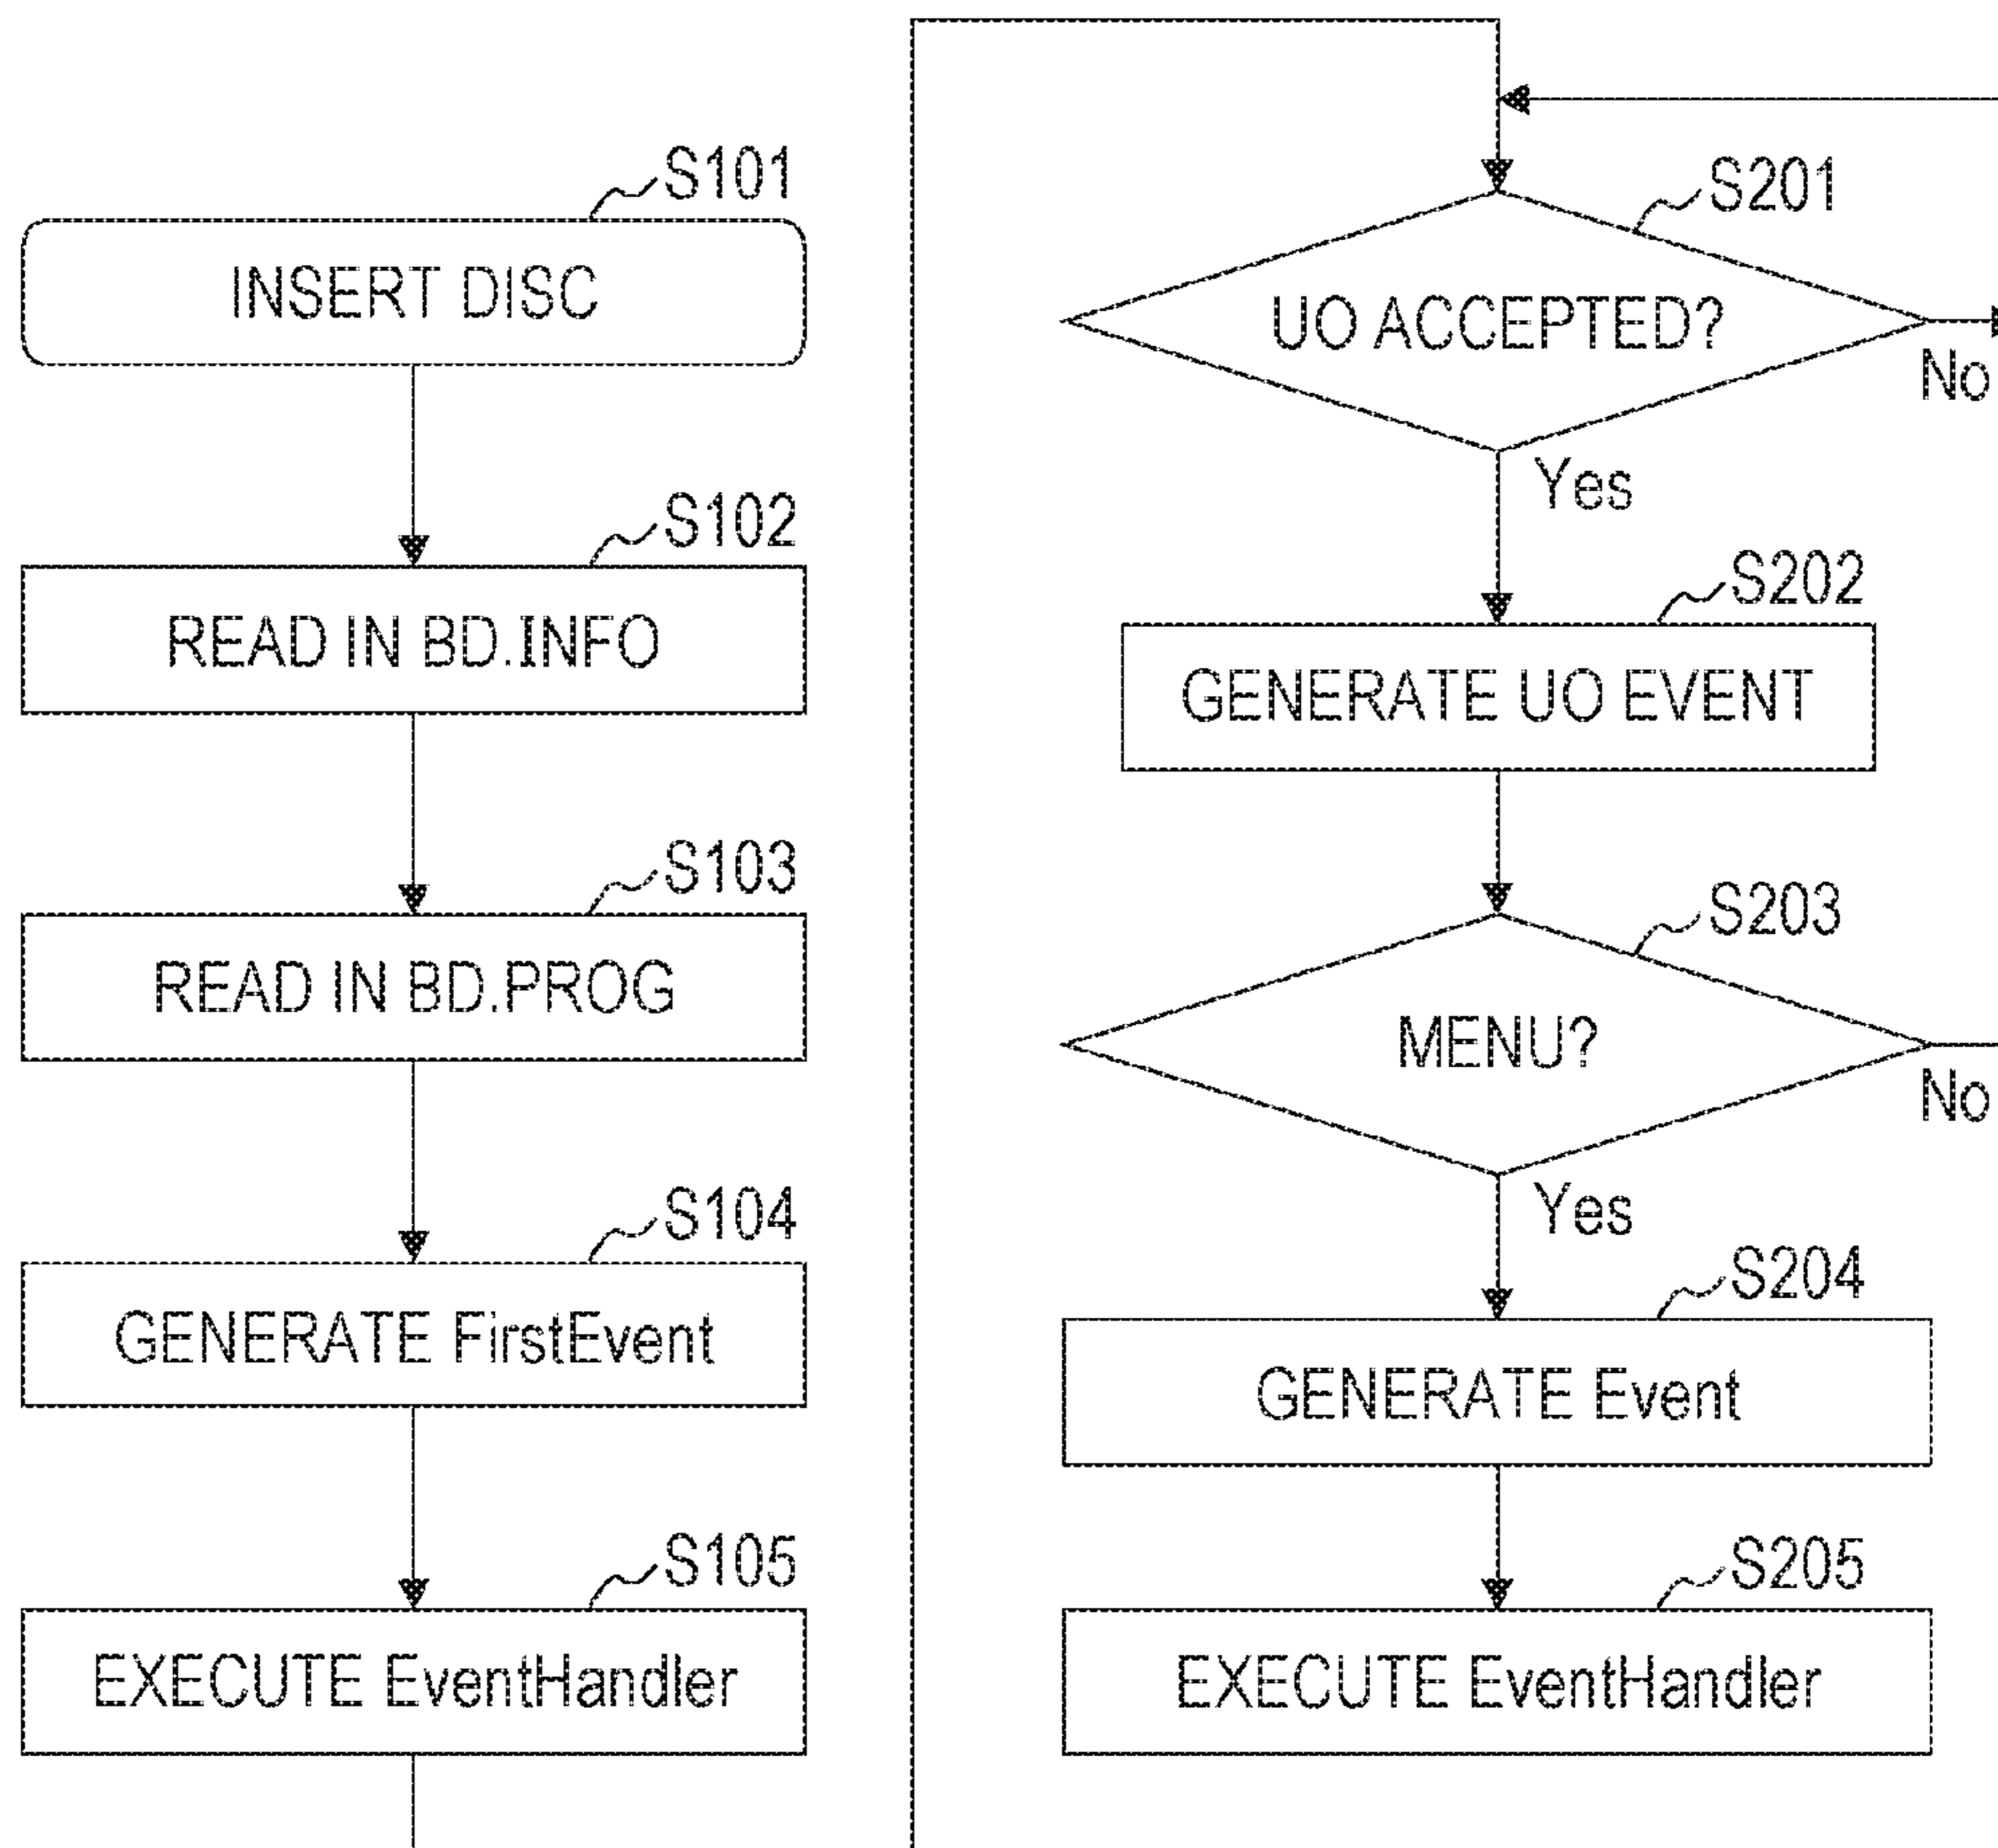 S101
INSERT DISC
S102
READ IN BD.INFO
S103
READ IN BD.PROG
S104
GENERATE FirstEvent
S105
EXECUTE EventHandler
S201
UO ACCEPTED?
No
Yes
S202
GENERATE UO EVENT
S203
MENU?
No
Yes
S204
GENERATE Event
S205
EXECUTE EventHandler